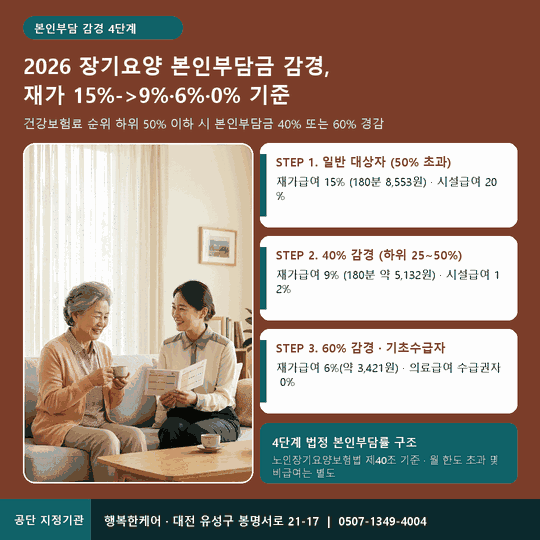 본인부담 감경 4단계
2026 장기요양 본인부담금 감경,
재가 15%->9%·6%·0% 기준
건강보험료 순위 하위 50% 이하 시 본인부담금 40% 또는 60% 경감
STEP 1. 일반 대상자 (50% 초과)
재가급여 15% (180분 8,553원) · 시설급여 20
%
STEP 2. 40% 감경 (하위 25~50%)
재가급여 9% (180분 약 5,132원) · 시설급여 1
2%
STEP 3. 60% 감경 · 기초수급자
재가급여 6%(약 3,421원) · 의료급여 수급권자
0%
4단계 법정 본인부담률 구조
노인장기요양보험법 제40조 기준 · 월 한도 초과 및
비급여는 별도
공단 지정기관
행복한케어 · 대전 유성구 봉명서로 21-17 | 0507-1349-4004